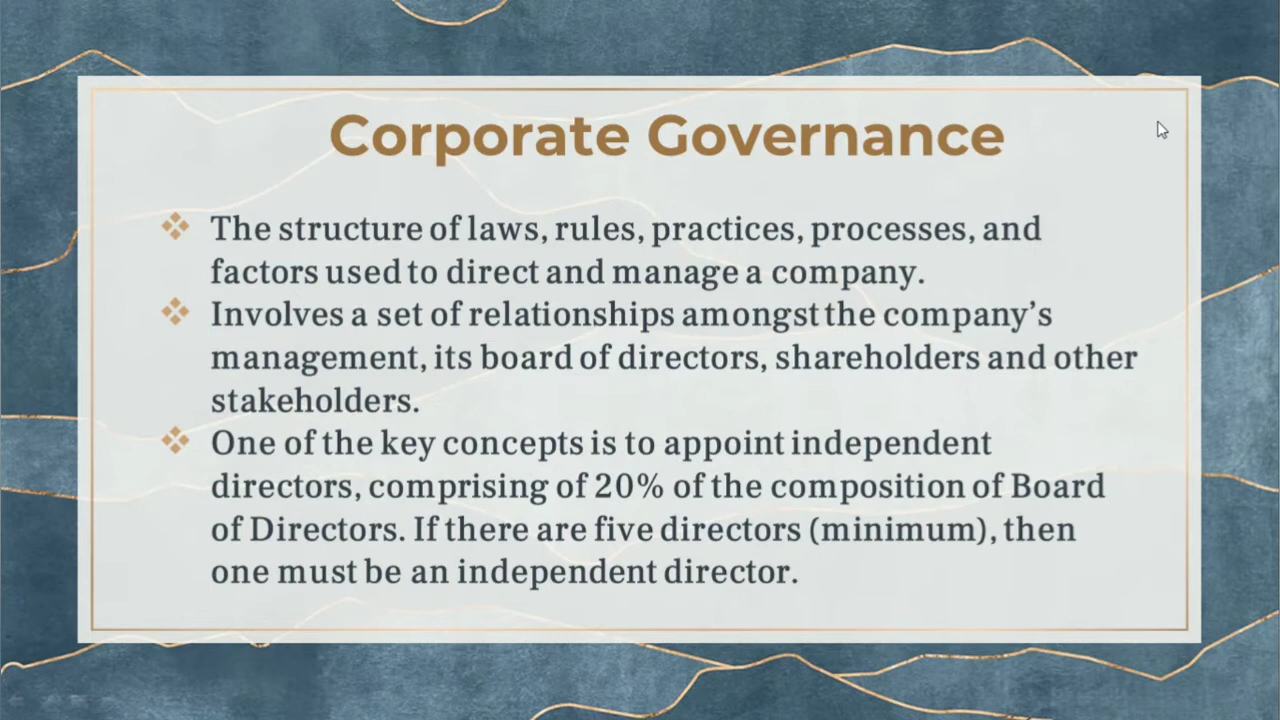 Corporate Governance
The structure of laws, rules, practices, processes, and
factors used to direct and manage a company.
Involves a set of relationships amongst the company’s
management, its board of directors, shareholders and other
stakeholders.
One of the key concepts is to appoint independent
directors, comprising of 20% of the composition of Board
of Directors. If there are five directors (minimum), then
one must be an independent director.